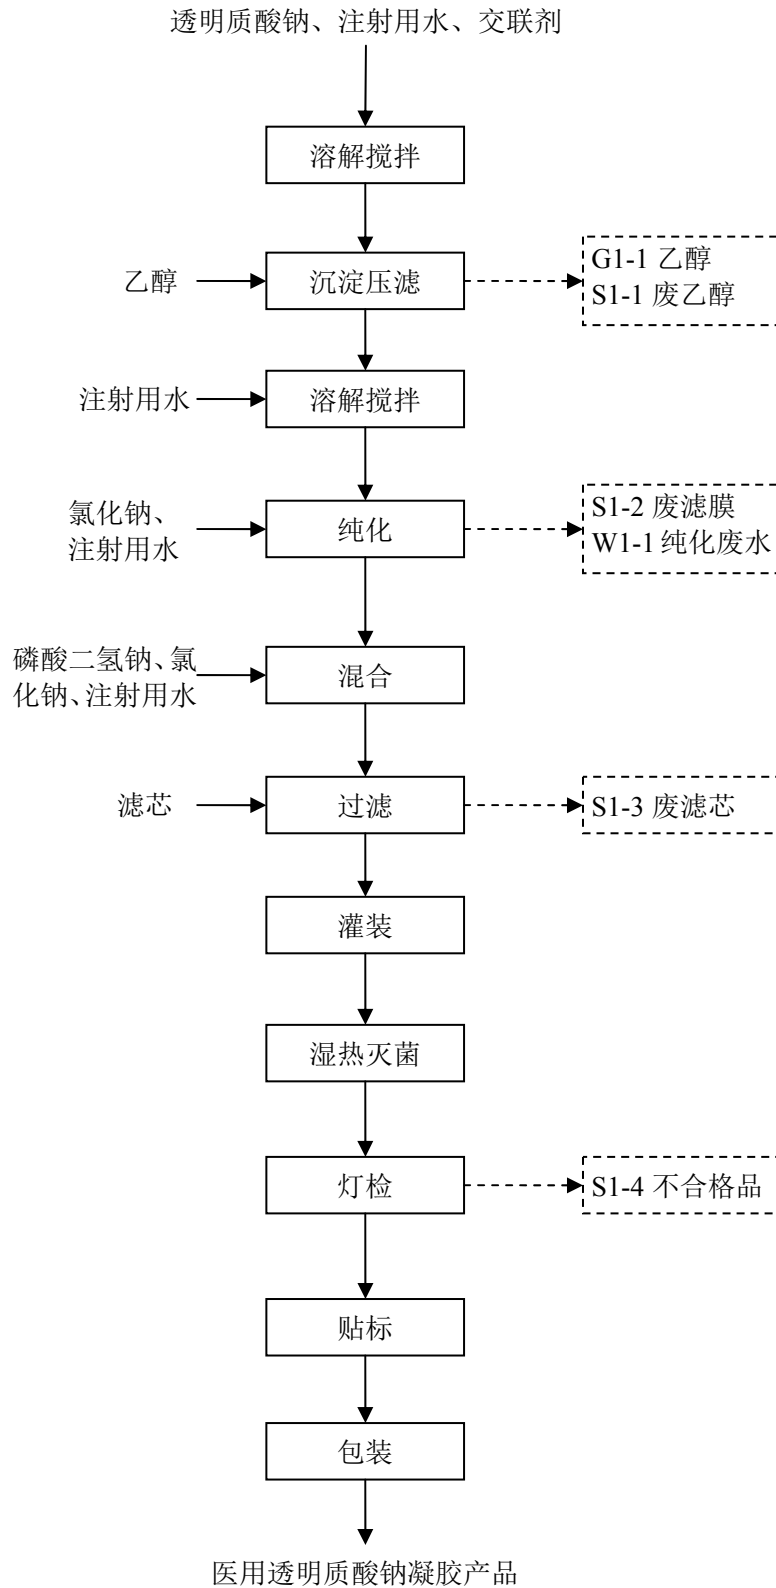 透明质酸钠、注射用水、交联剂
溶解搅拌
乙醇
沉淀压滤
G1-1 乙醇
S1-1 废乙醇
注射用水
溶解搅拌
氯化钠、
注射用水
纯化
S1-2 废滤膜
W1-1 纯化废水
磷酸二氢钠、氯
化钠、注射用水
混合
滤芯
过滤
S1-3 废滤芯
灌装
湿热灭菌
灯检
S1-4 不合格品
贴标
包装
医用透明质酸钠凝胶产品